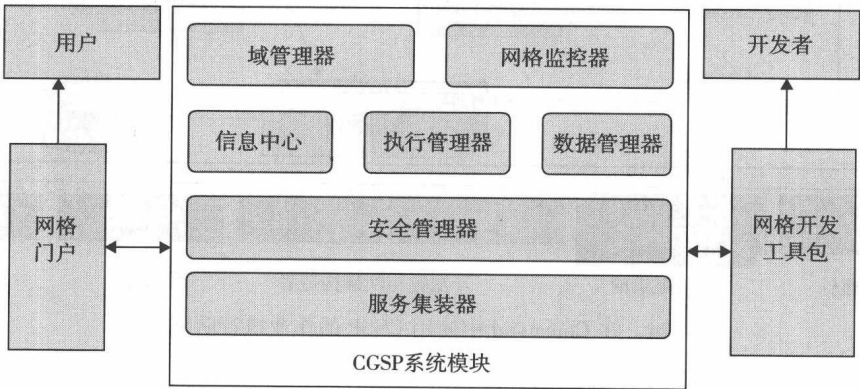 用户
域管理器
网格监控器
开发者
信息中心
执行管理器
数据管理器
网格
门户
安全管理器
网格开发
工具包
服务集装器
CGSP系统模块